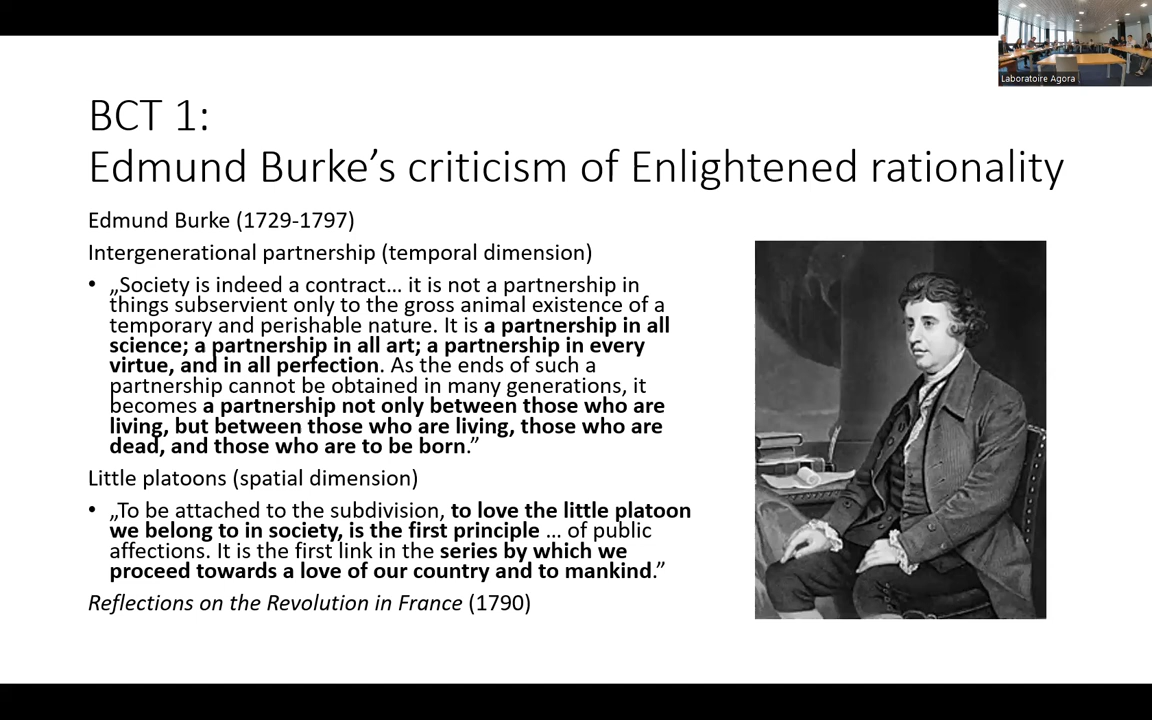 Laboratoire Agora
BCT 1:
Edmund Burke’s criticism of Enlightened rationality
Edmund Burke (1729-1797)
Intergenerational partnership (temporal dimension)
• „Society is indeed a contract… it is not a partnership in
things subservient only to the gross animal existence of a
temporary and perishable nature. It is a partnership in all
science; a partnership in all art; a partnership in every
virtue, and in all perfection. As the ends of such a
partnership cannot be obtained in many generations, it
becomes a partnership not only between those who are
living, but between those who are living, those who are
dead, and those who are to be born.”
Little platoons (spatial dimension)
• „To be attached to the subdivision, to love the little platoon
we belong to in society, is the first principle … of public
affections. It is the first link in the series by which we
proceed towards a love of our country and to mankind.”
Reflections on the Revolution in France (1790)